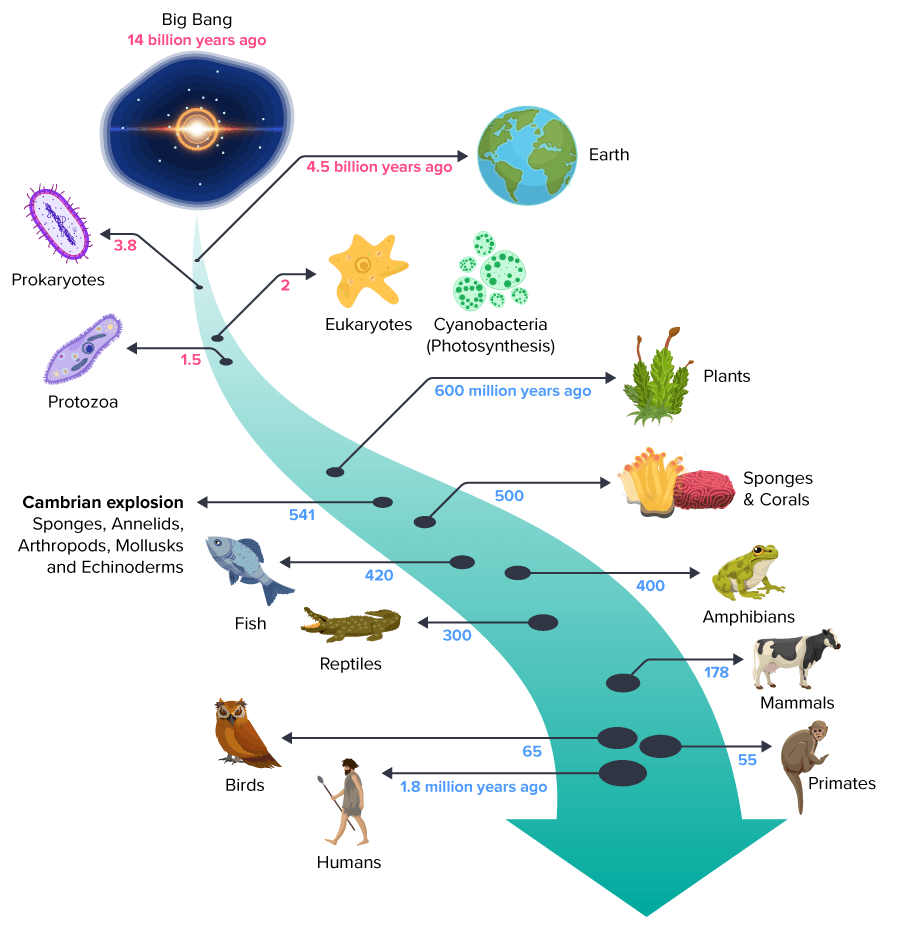 Big Bang
14 billion years ago
4.5 billion years ago
Earth
3.8
Prokaryotes
2
Eukaryotes
Cyanobacteria
(Photosynthesis)
1.5
Protozoa
600 million years ago
Plants
500
Sponges
& Corals
Cambrian explosion
Sponges, Annelids,
Arthropods, Mollusks
and Echinoderms
541
420
Fish
400
Amphibians
300
Reptiles
178
Mammals
65
Birds
55
Primates
1.8 million years ago
Humans